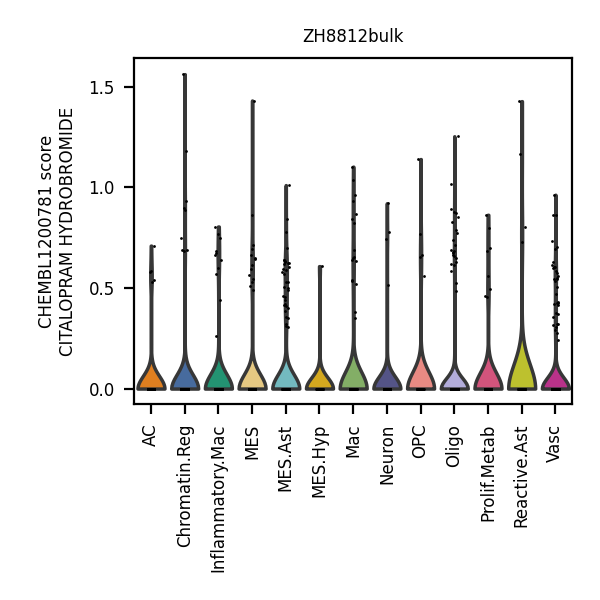 ZH8812bulk
CHEMBL1200781 score
CITALOPRAM HYDROBROMIDE
1.5
1.0
0.5
0.0
AC
Chromatin.Reg
Inflammatory.Mac
MES
MES.Ast
MES.Hyp
Mac
Neuron
OPC
Oligo
Prolif.Metab
Reactive.Ast
Vasc